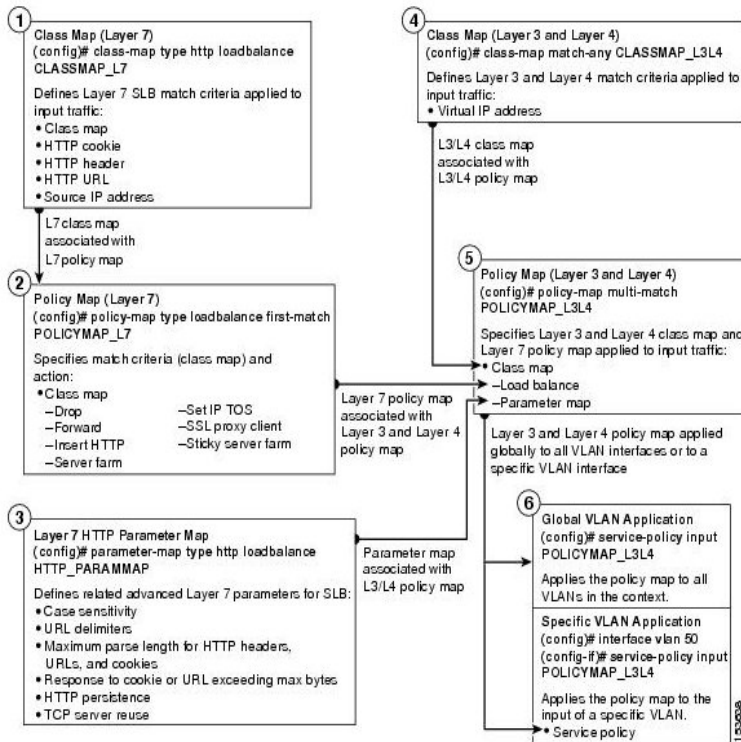 1
Class Map (Layer 7)
(config)# class-map type http loadbalance
CLASSMAP_L7
Defines Layer 7 SLB match criteria applied to
input traffic:
• Class map
• HTTP cookie
• HTTP header
• HTTP URL
• Source IP address
L7 class map
associated with
L7 policy map
2
Policy Map (Layer 7)
(config)# policy-map type loadbalance first-match
POLICYMAP_L7
Specifies match criteria (class map) and
action:
• Class map
–Drop
–Forward
–Insert HTTP
–Server farm
–Set IP TOS
–SSL proxy client
–Sticky server farm
Layer 7 policy map
associated with
Layer 3 and Layer 4
policy map
3
Layer 7 HTTP Parameter Map
(config)# parameter-map type http loadbalance
HTTP_PARAMMAP
Defines related advanced Layer 7 parameters for SLB:
• Case sensitivity
• URL delimiters
• Maximum parse length for HTTP headers,
URLs, and cookies
• Response to cookie or URL exceeding max bytes
• HTTP persistence
• TCP server reuse
Parameter map
associated with
L3/L4 policy map
4
Class Map (Layer 3 and Layer 4)
(config)# class-map match-any CLASSMAP_L3L4
Defines Layer 3 and Layer 4 match criteria applied to
input traffic:
• Virtual IP address
L3/L4 class map
associated with
L3/L4 policy map
5
Policy Map (Layer 3 and Layer 4)
(config)# policy-map multi-match
POLICYMAP_L3L4
Specifies Layer 3 and Layer 4 class map and
Layer 7 policy map applied to input traffic:
• Class map
–Load balance
–Parameter map
Layer 3 and Layer 4 policy map applied
globally to all VLAN interfaces or to a
specific VLAN interface
6
Global VLAN Application
(config)# service-policy input
POLICYMAP_L3L4
Applies the policy map to all
VLANs in the context.
Specific VLAN Application
(config)# interface vlan 50
(config-if)# service-policy input
POLICYMAP_L3L4
Applies the policy map to the
input of a specific VLAN.
• Service policy
153638